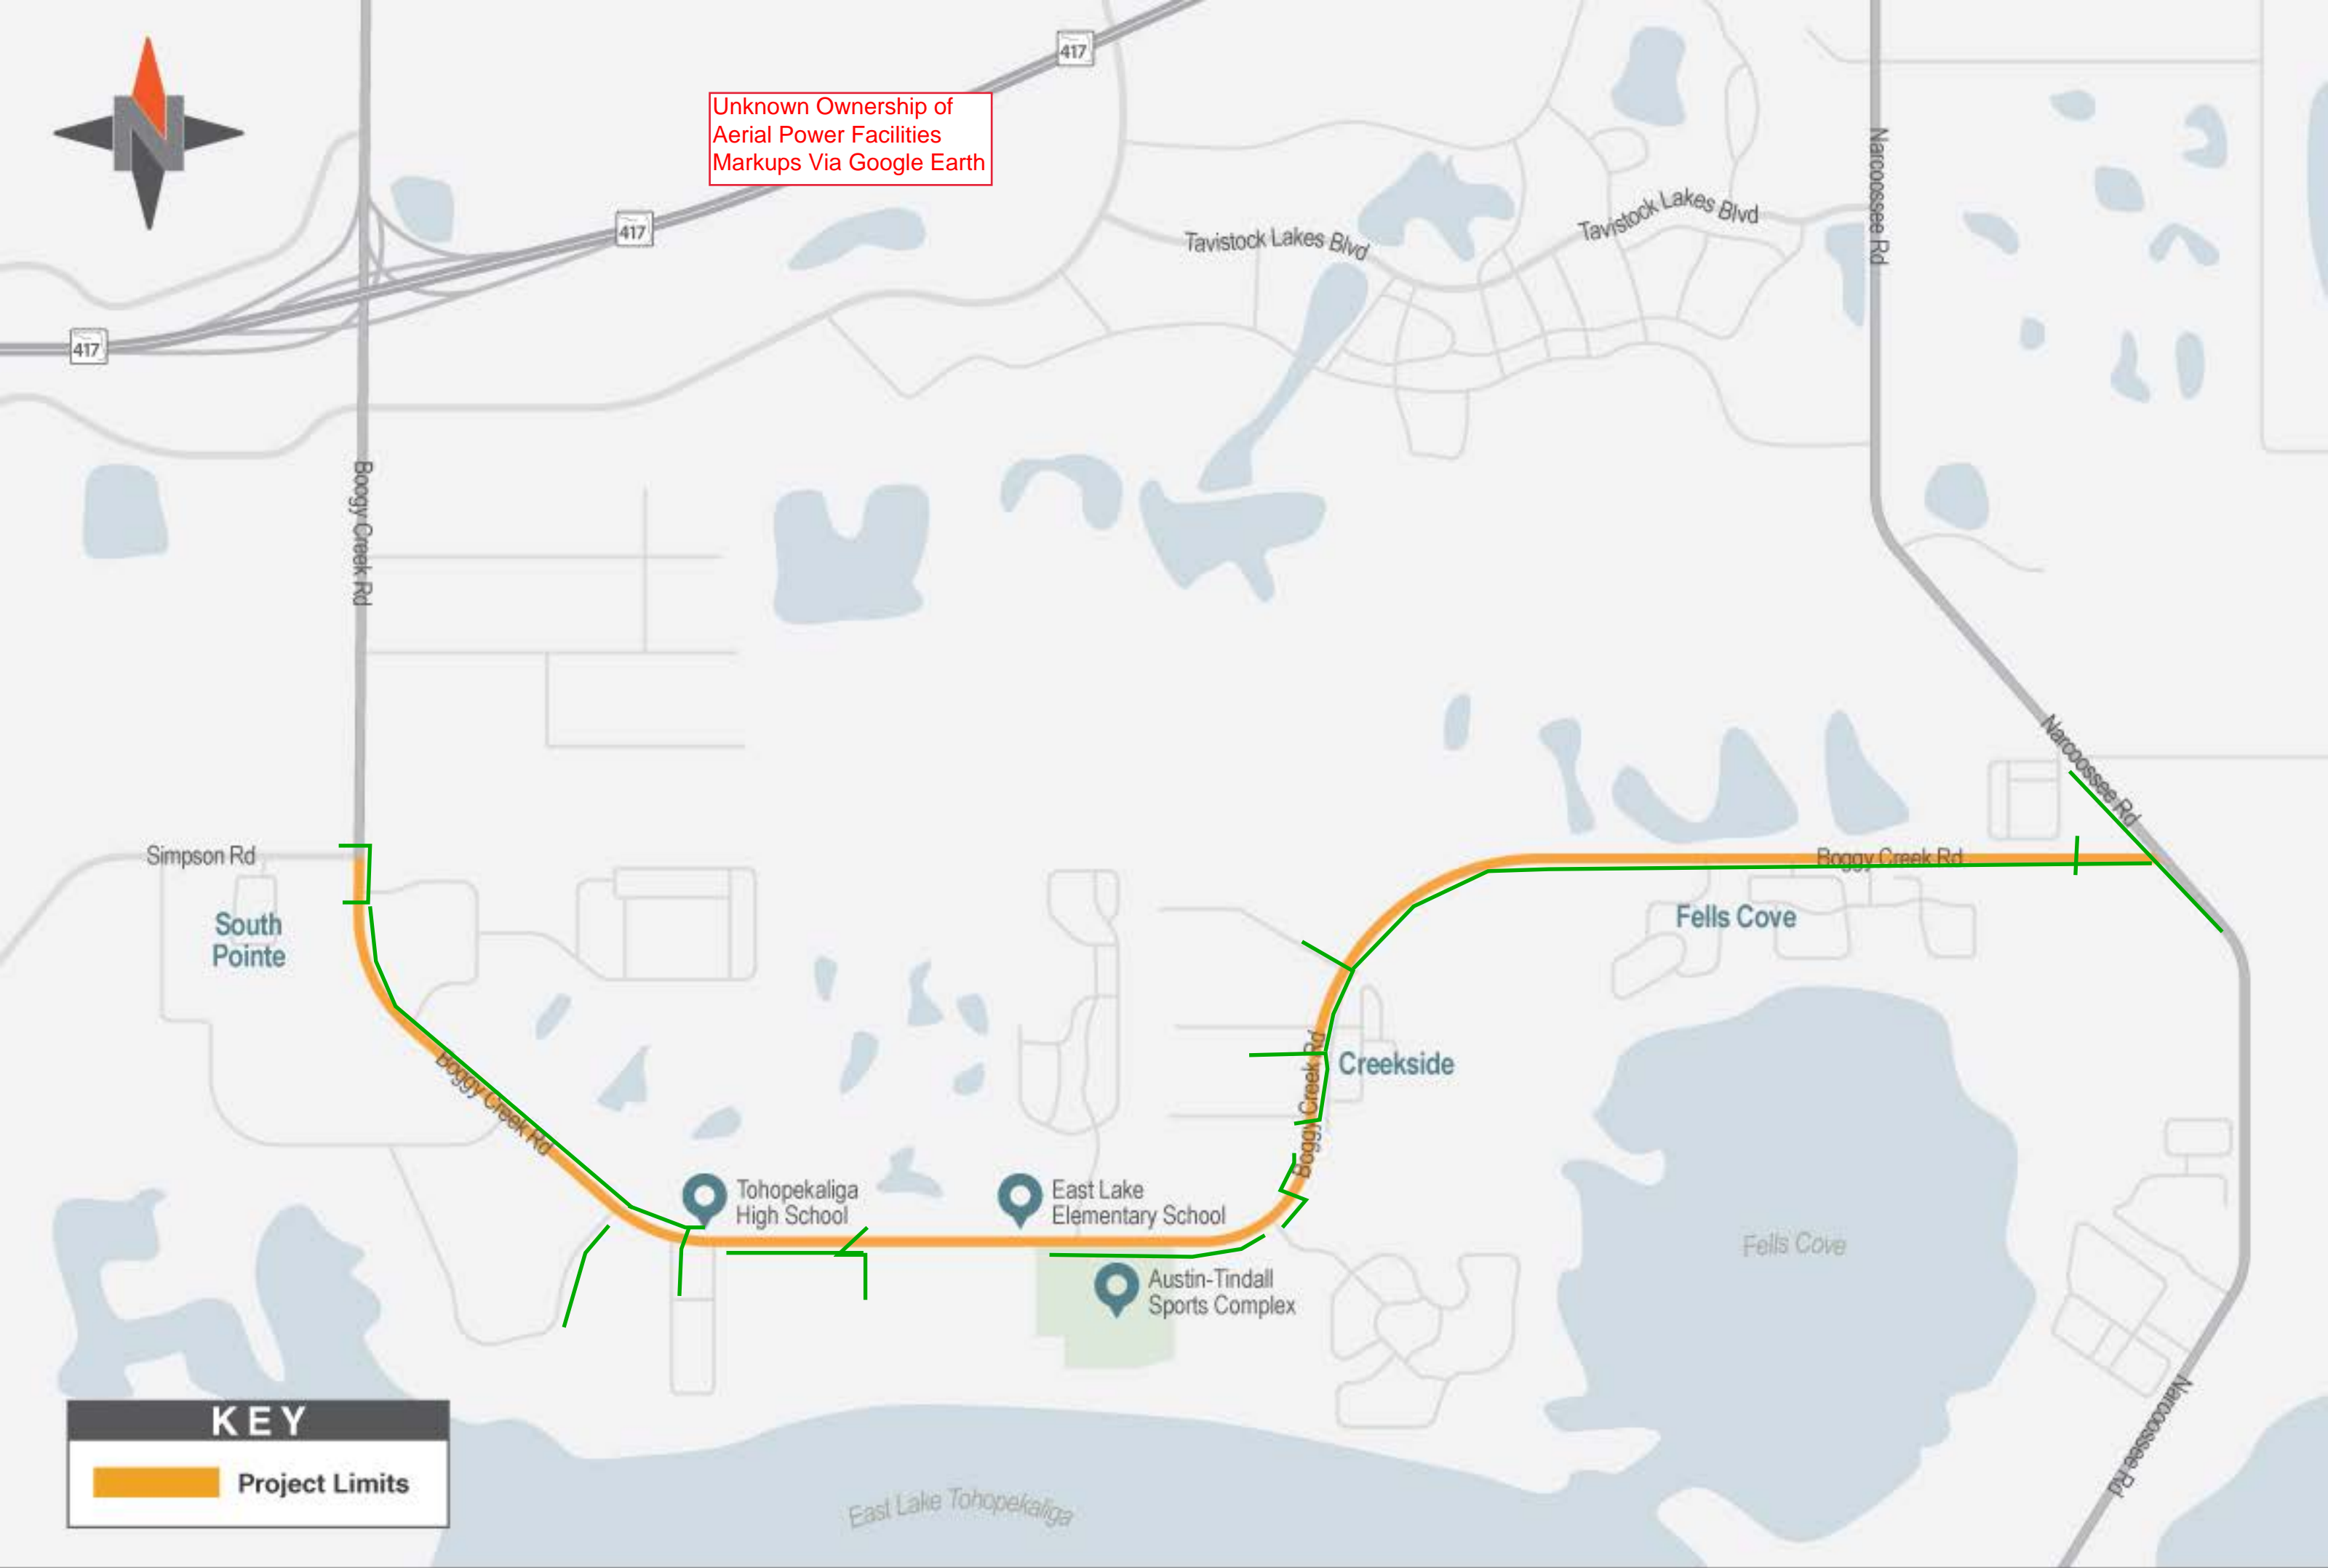 N
417
Unknown Ownership of
Aerial Power Facilities
Markups Via Google Earth
417
417
Tavistock Lakes Blvd
Tavistock Lakes Blvd
Narcoossee Rd
Boggy Creek Rd
Narcoossee Rd
Simpson Rd
Boggy Creek Rd
South
Pointe
Fells Cove
Boggy Creek Rd
Boggy Creek Rd
Creekside
Tohopekaliga
High School
East Lake
Elementary School
Fells Cove
Austin-Tindall
Sports Complex
Narcoossee Rd
KEY
Project Limits
East Lake Tohopekaliga